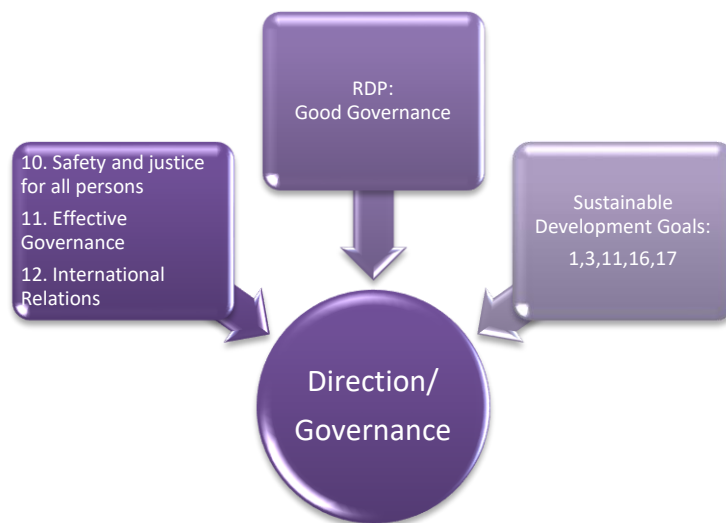 RDP:
Good Governance
10. Safety and justice
for all persons
11. Effective
Governance
12. International
Relations
Sustainable
Development Goals:
1,3,11,16,17
Direction/
Governance